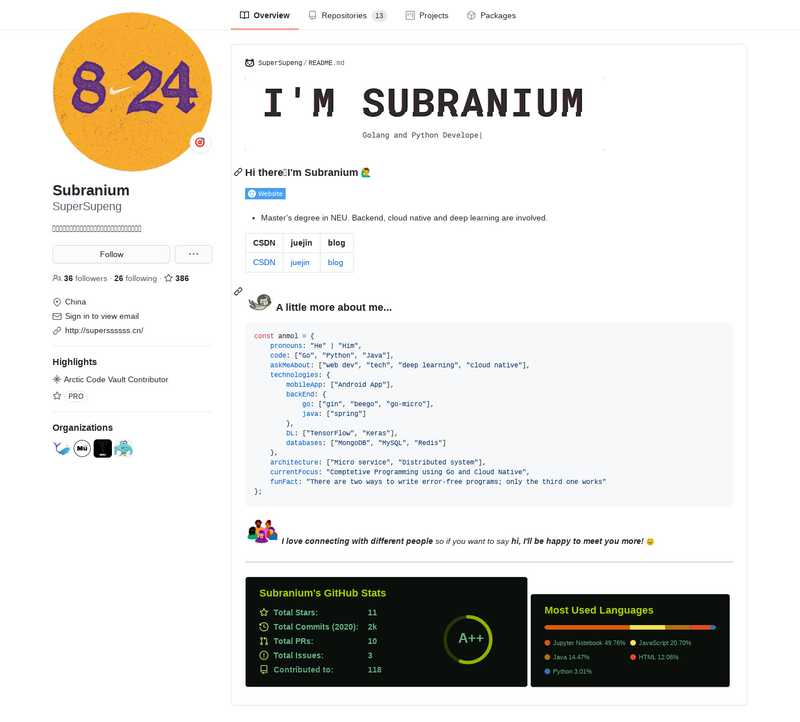 Overview
Repositories 13
Projects
Packages
8 24
Subranium
SuperSupeng
Follow
...
36 followers · 26 following · 386
China
Sign in to view email
http://superssssss.cn/
Highlights
Arctic Code Vault Contributor
PRO
Organizations
Mü
SuperSupeng / README.md
I'M SUBRANIUM
Golang and Python Develope|
Hi there I'm Subranium
Website
Master's degree in NEU. Backend, cloud native and deep learning are involved.
CSDN juejin blog
CSDN juejin blog
A little more about me...
const anmol = {
pronouns: "He" | "Him",
code: ["Go", "Python", "Java"],
askMeAbout: ["web dev", "tech", "deep learning", "cloud native"],
technologies: {
mobileApp: ["Android App"],
backEnd: {
go: ["gin", "beego", "go-micro"],
java: ["spring"]
},
DL: ["TensorFlow", "Keras"],
databases: ["MongoDB", "MySQL", "Redis"]
},
architecture: ["Micro service", "Distributed system"],
currentFocus: "Comptetive Programming using Go and Cloud Native",
funFact: "There are two ways to write error-free programs; only the third one works"
};
I love connecting with different people so if you want to say hi, I'll be happy to meet you more!
Subranium's GitHub Stats
Total Stars: 11
Total Commits (2020): 2k
Total PRs: 10
Total Issues: 3
Contributed to: 118
A++
Most Used Languages
Jupyter Notebook 49.76% JavaScript 20.70%
Java 14.47% HTML 12.06%
Python 3.01%